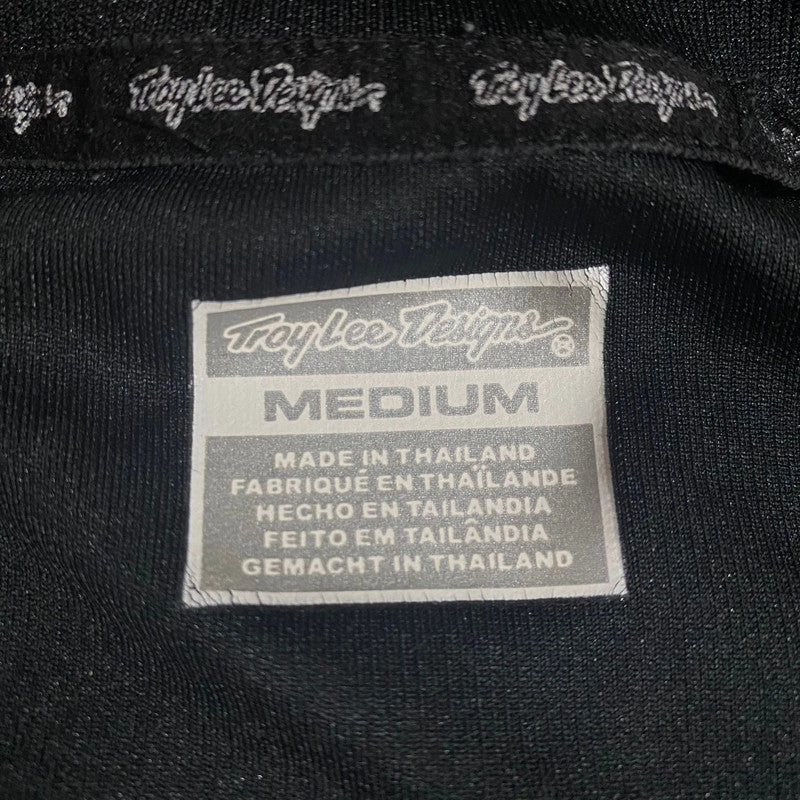 Troy Lee Designs Troy Lee Designs
Troy Lee Designs ®
MEDIUM
MADE IN THAILAND
FABRIQUÉ EN THAÏLANDE
HECHO EN TAILANDIA
FEITO EM TAILÂNDIA
GEMACHT IN THAILAND